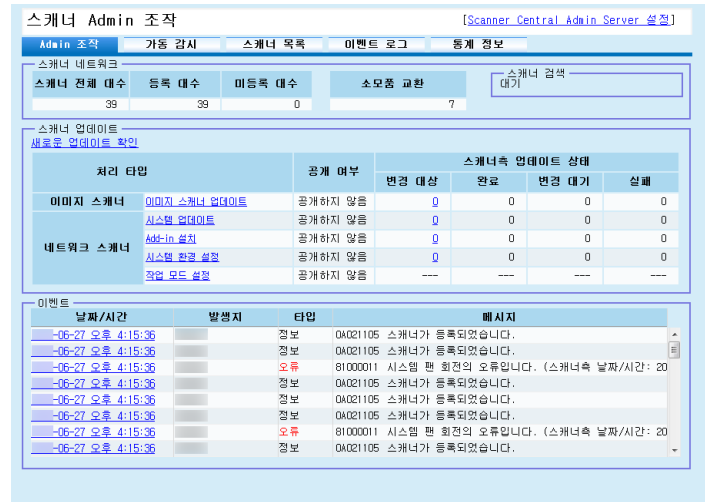 스캐너 Admin 조작 [Scanner Central Admin Server 설정]
Admin 조작 가동 감시 스캐너 목록 이벤트 로그 통계 정보
스캐너 네트워크
스캐너 전체 대수 등록 대수 미등록 대수 소모품 교환
39 39 0 7
스캐너 검색
대기
스캐너 업데이트
새로운 업데이트 확인
처리 타입 공개 여부 스캐너측 업데이트 상태
변경 대상 완료 변경 대기 실패
이미지 스캐너 이미지 스캐너 업데이트 공개하지 않음 0 0 0 0
네트워크 스캐너 시스템 업데이트 공개하지 않음 0 0 0 0
Add-in 설치 공개하지 않음 0 0 0 0
시스템 환경 설정 공개하지 않음 0 0 0 0
작업 모드 설정 공개하지 않음 --- --- --- ---
이벤트
날짜/시간 발생지 타입 메시지
-06-27 오후 4:15:36 정보 0A021105 스캐너가 등록되었습니다.
-06-27 오후 4:15:36 정보 0A021105 스캐너가 등록되었습니다.
-06-27 오후 4:15:36 오류 81000011 시스템 팬 회전의 오류입니다. (스캐너측 날짜/시간: 20
-06-27 오후 4:15:36 정보 0A021105 스캐너가 등록되었습니다.
-06-27 오후 4:15:36 정보 0A021105 스캐너가 등록되었습니다.
-06-27 오후 4:15:36 정보 0A021105 스캐너가 등록되었습니다.
-06-27 오후 4:15:36 오류 81000011 시스템 팬 회전의 오류입니다. (스캐너측 날짜/시간: 20
-06-27 오후 4:15:36 정보 0A021105 스캐너가 등록되었습니다.